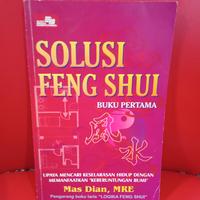 SOLUSI
FENG SHUI
BUKU PERTAMA
風
水
UPAYA MENCARI KESELARASAN HIDUP DENGAN
MEMANFAATKAN "KEBERUNTUNGAN BUMI"
Mas Dian, MRE
Pengarang buku laris "LOGIKA FENG SHUI"